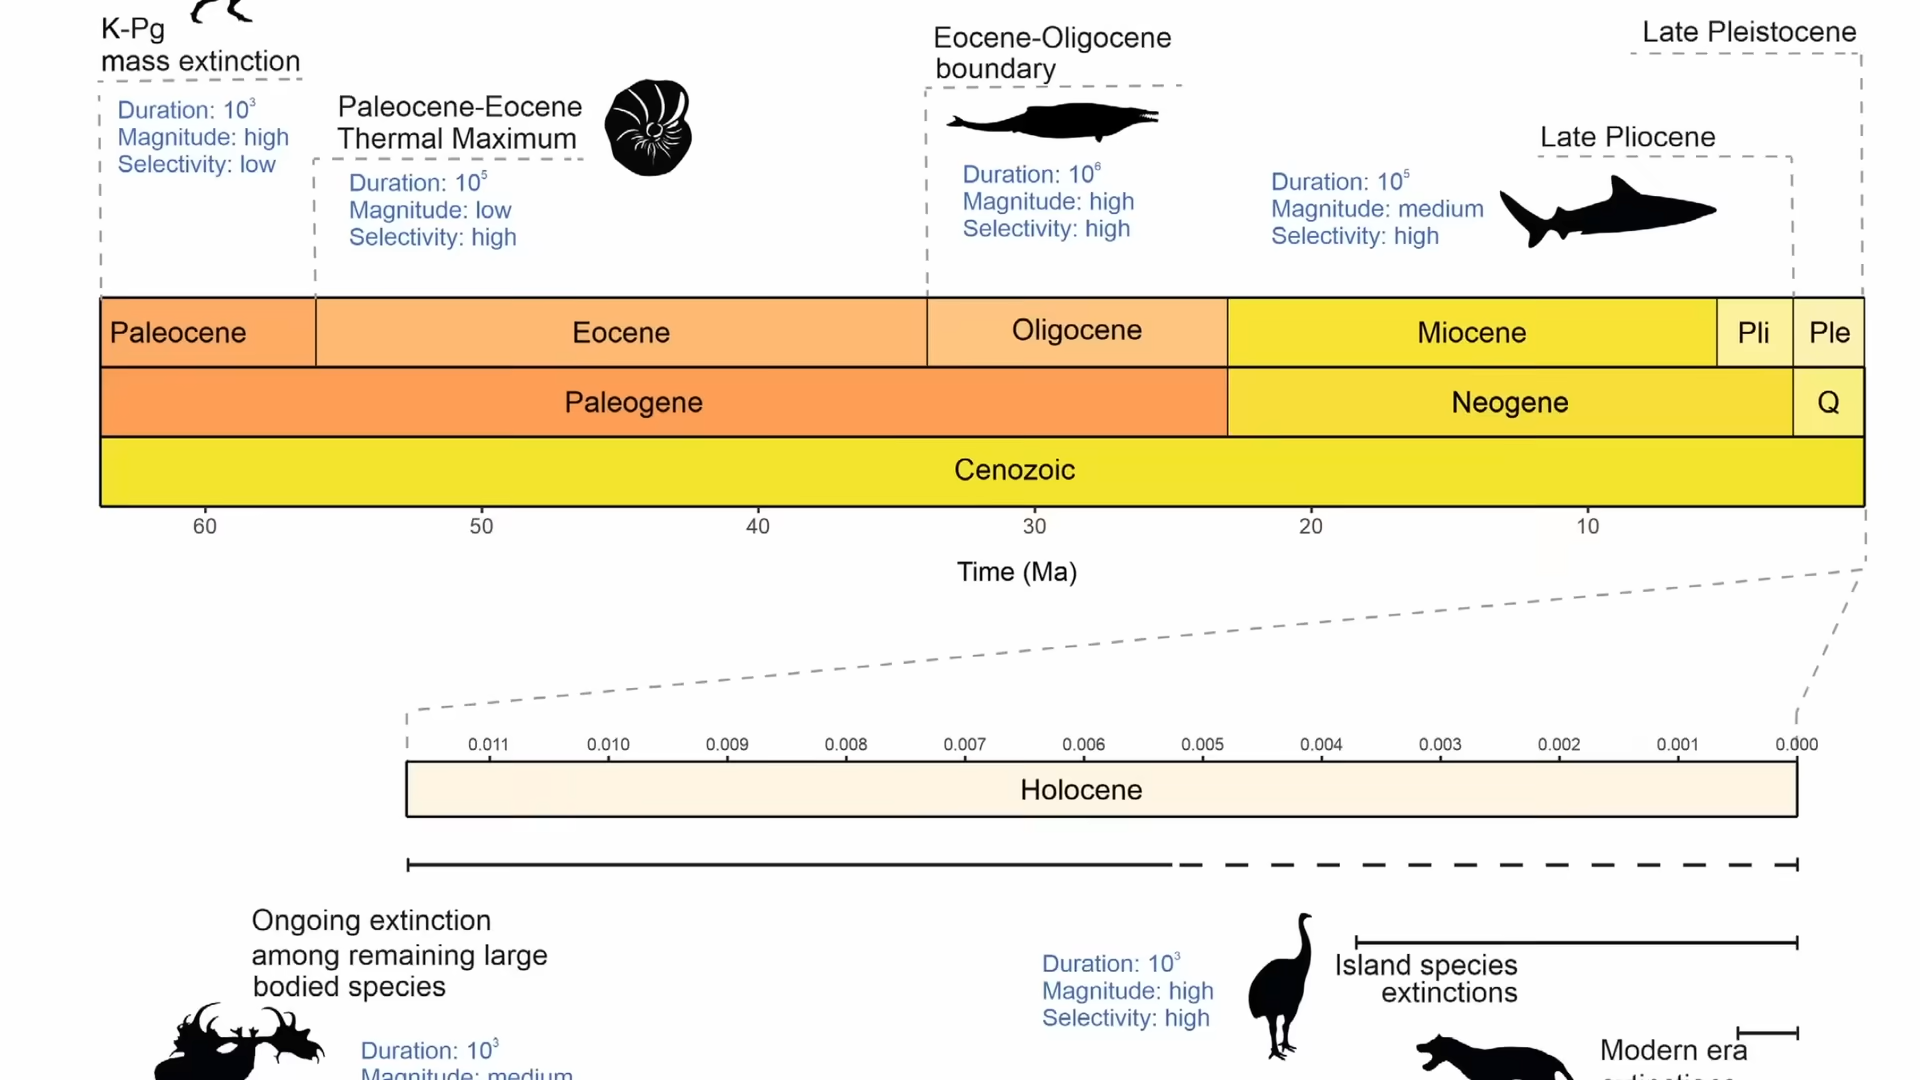 K-Pg
mass extinction
Duration: 10³
Magnitude: high
Selectivity: low
Paleocene-Eocene
Thermal Maximum
Duration: 10⁵
Magnitude: low
Selectivity: high
Eocene-Oligocene
boundary
Duration: 10⁶
Magnitude: high
Selectivity: high
Late Pliocene
Duration: 10⁵
Magnitude: medium
Selectivity: high
Late Pleistocene
Paleocene Eocene Oligocene Miocene Pli Ple
Paleogene Neogene Q
Cenozoic
60 50 40 30 20 10
Time (Ma)
0.011 0.010 0.009 0.008 0.007 0.006 0.005 0.004 0.003 0.002 0.001 0.000
Holocene
Ongoing extinction
among remaining large
bodied species
Duration: 10³
Magnitude: medium
Duration: 10³
Magnitude: high
Selectivity: high
Island species
extinctions
Modern era